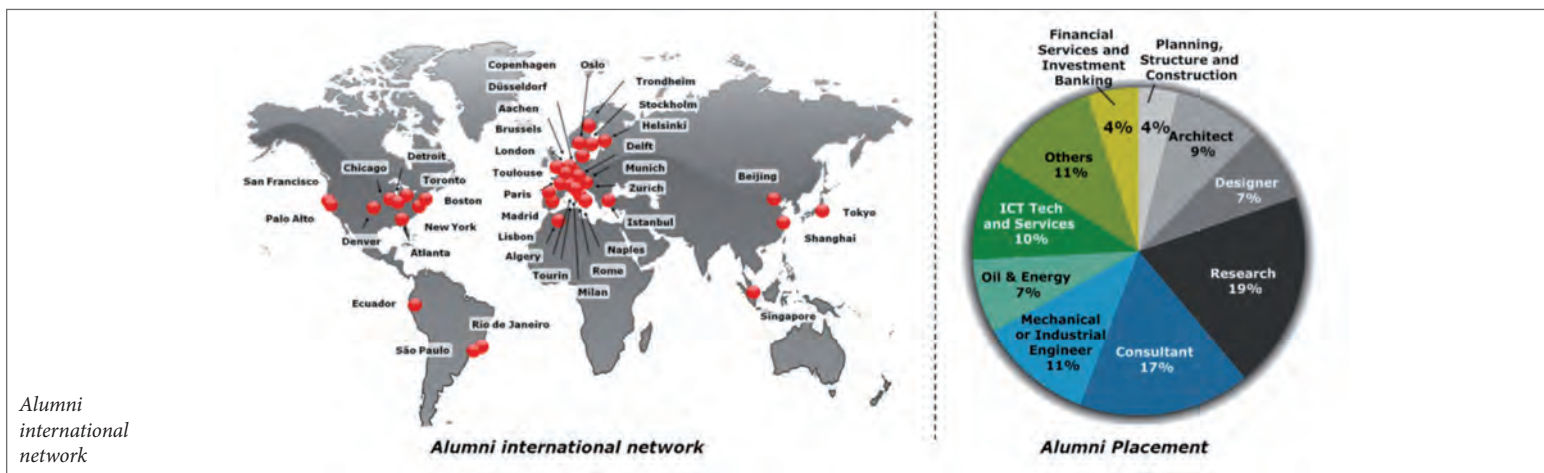 Copenhagen
Oslo
Düsseldorf
Trondheim
Aachen
Stockholm
Brussels
Helsinki
London
Delft
Toulouse
Munich
Paris
Zurich
Madrid
Istanbul
Lisbon
Naples
Algery
Rome
Tourin
Milan
Chicago
Detroit
San Francisco
Toronto
Boston
Palo Alto
New York
Denver
Atlanta
Ecuador
Rio de Janeiro
São Paulo
Beijing
Tokyo
Shanghai
Singapore
Alumni international network
Financial
Services and
Investment
Banking
Planning,
Structure and
Construction
4%
4%
Architect
9%
Designer
7%
Research
19%
Consultant
17%
Mechanical
or Industrial
Engineer
11%
Oil & Energy
7%
ICT Tech
and Services
10%
Others
11%
Alumni Placement
Alumni
international
network